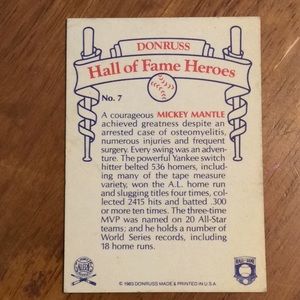 DONRUSS
Hall of Fame Heroes
No. 7
A courageous MICKEY MANTLE
achieved greatness despite an
arrested case of osteomyelitis,
numerous injuries and frequent
surgery. Every swing was an adven-
ture. The powerful Yankee switch
hitter belted 536 homers, includ-
ing many of the tape measure
variety, won the A.L. home run
and slugging titles four times, col-
lected 2415 hits and batted .300
or more ten times. The three-time
MVP was named on 20 All-Star
teams; and he holds a number of
World Series records, including
18 home runs.
© 1983 DONRUSS MADE & PRINTED IN U.S.A.